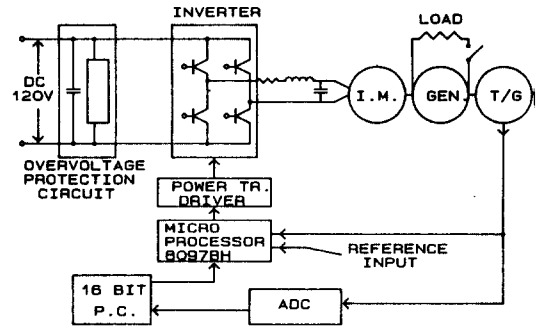 INVERTER
LOAD
DC
120V
I.M.
GEN.
T/G
OVERVOLTAGE
PROTECTION
CIRCUIT
POWER TR.
DRIVER
MICRO
PROCESSOR
8097BH
REFERENCE
INPUT
16 BIT
P.C.
ADC